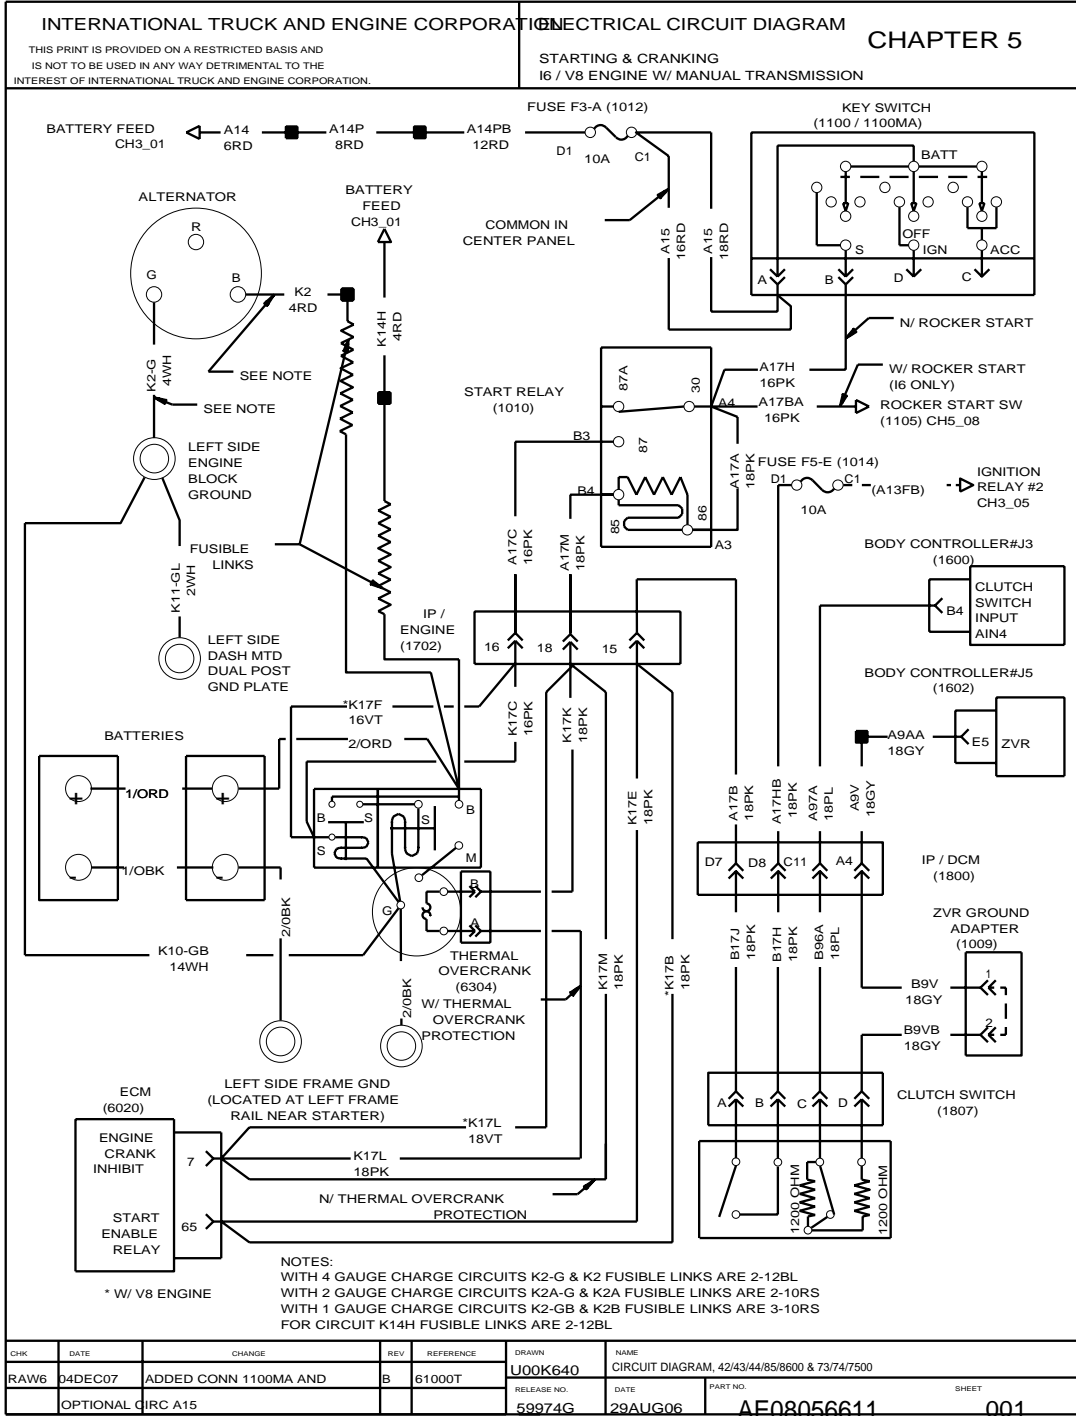 INTERNATIONAL TRUCK AND ENGINE CORPORATION
THIS PRINT IS PROVIDED ON A RESTRICTED BASIS AND
IS NOT TO BE USED IN ANY WAY DETRIMENTAL TO THE
INTEREST OF INTERNATIONAL TRUCK AND ENGINE CORPORATION.
ELECTRICAL CIRCUIT DIAGRAM
CHAPTER 5
STARTING & CRANKING
I6 / V8 ENGINE W/ MANUAL TRANSMISSION
BATTERY FEED
CH3_01
A14
6RD
A14P
8RD
A14PB
12RD
FUSE F3-A (1012)
D1
10A
C1
KEY SWITCH
(1100 / 1100MA)
BATT
OFF
S
IGN
ACC
A
B
D
C
COMMON IN
CENTER PANEL
A15
16RD
A15
18RD
ALTERNATOR
R
G
B
BATTERY
FEED
CH3_01
K2
4RD
K14H
4RD
K2-G
4WH
SEE NOTE
SEE NOTE
N/ ROCKER START
W/ ROCKER START
(I6 ONLY)
ROCKER START SW
(1105) CH5_08
A17H
16PK
A17BA
16PK
START RELAY
(1010)
87A
30
A4
87
B3
B4
85
86
A3
A17A
18PK
FUSE F5-E (1014)
D1
C1
10A
(A13FB)
IGNITION
RELAY #2
CH3_05
LEFT SIDE
ENGINE
BLOCK
GROUND
FUSIBLE
LINKS
K11-GL
2WH
LEFT SIDE
DASH MTD
DUAL POST
GND PLATE
A17C
16PK
A17M
18PK
IP /
ENGINE
(1702)
16
18
15
BODY CONTROLLER#J3
(1600)
B4
CLUTCH
SWITCH
INPUT
AIN4
BODY CONTROLLER#J5
(1602)
E5
ZVR
A9AA
18GY
*K17F
16VT
2/ORD
K17C
16PK
K17K
18PK
K17E
18PK
A17B
18PK
A17HB
18PK
A97A
18PL
A9V
18GY
BATTERIES
+
+
-
-
1/ORD
1/OBK
B
S
S
S
B
M
G
B
A
D7
D8
C11
A4
IP / DCM
(1800)
2/0BK
K10-GB
14WH
2/0BK
THERMAL
OVERCRANK
(6304)
W/ THERMAL
OVERCRANK
PROTECTION
K17M
18PK
*K17B
18PK
B17J
18PK
B17H
18PK
B96A
18PL
ZVR GROUND
ADAPTER
(1009)
1
2
B9V
18GY
B9VB
18GY
LEFT SIDE FRAME GND
(LOCATED AT LEFT FRAME
RAIL NEAR STARTER)
CLUTCH SWITCH
(1807)
A
B
C
D
1200 OHM
1200 OHM
ECM
(6020)
ENGINE
CRANK
INHIBIT
7
START
ENABLE
RELAY
65
*K17L
18VT
K17L
18PK
N/ THERMAL OVERCRANK
PROTECTION
* W/ V8 ENGINE
NOTES:
WITH 4 GAUGE CHARGE CIRCUITS K2-G & K2 FUSIBLE LINKS ARE 2-12BL
WITH 2 GAUGE CHARGE CIRCUITS K2A-G & K2A FUSIBLE LINKS ARE 2-10RS
WITH 1 GAUGE CHARGE CIRCUITS K2-GB & K2B FUSIBLE LINKS ARE 3-10RS
FOR CIRCUIT K14H FUSIBLE LINKS ARE 2-12BL
CHK DATE CHANGE REV REFERENCE
RAW6 04DEC07 ADDED CONN 1100MA AND B 61000T
OPTIONAL CIRC A15
DRAWN
U00K640
NAME
CIRCUIT DIAGRAM, 42/43/44/85/8600 & 73/74/7500
RELEASE NO.
59974G
DATE
29AUG06
PART NO.
AE08056611
SHEET
001